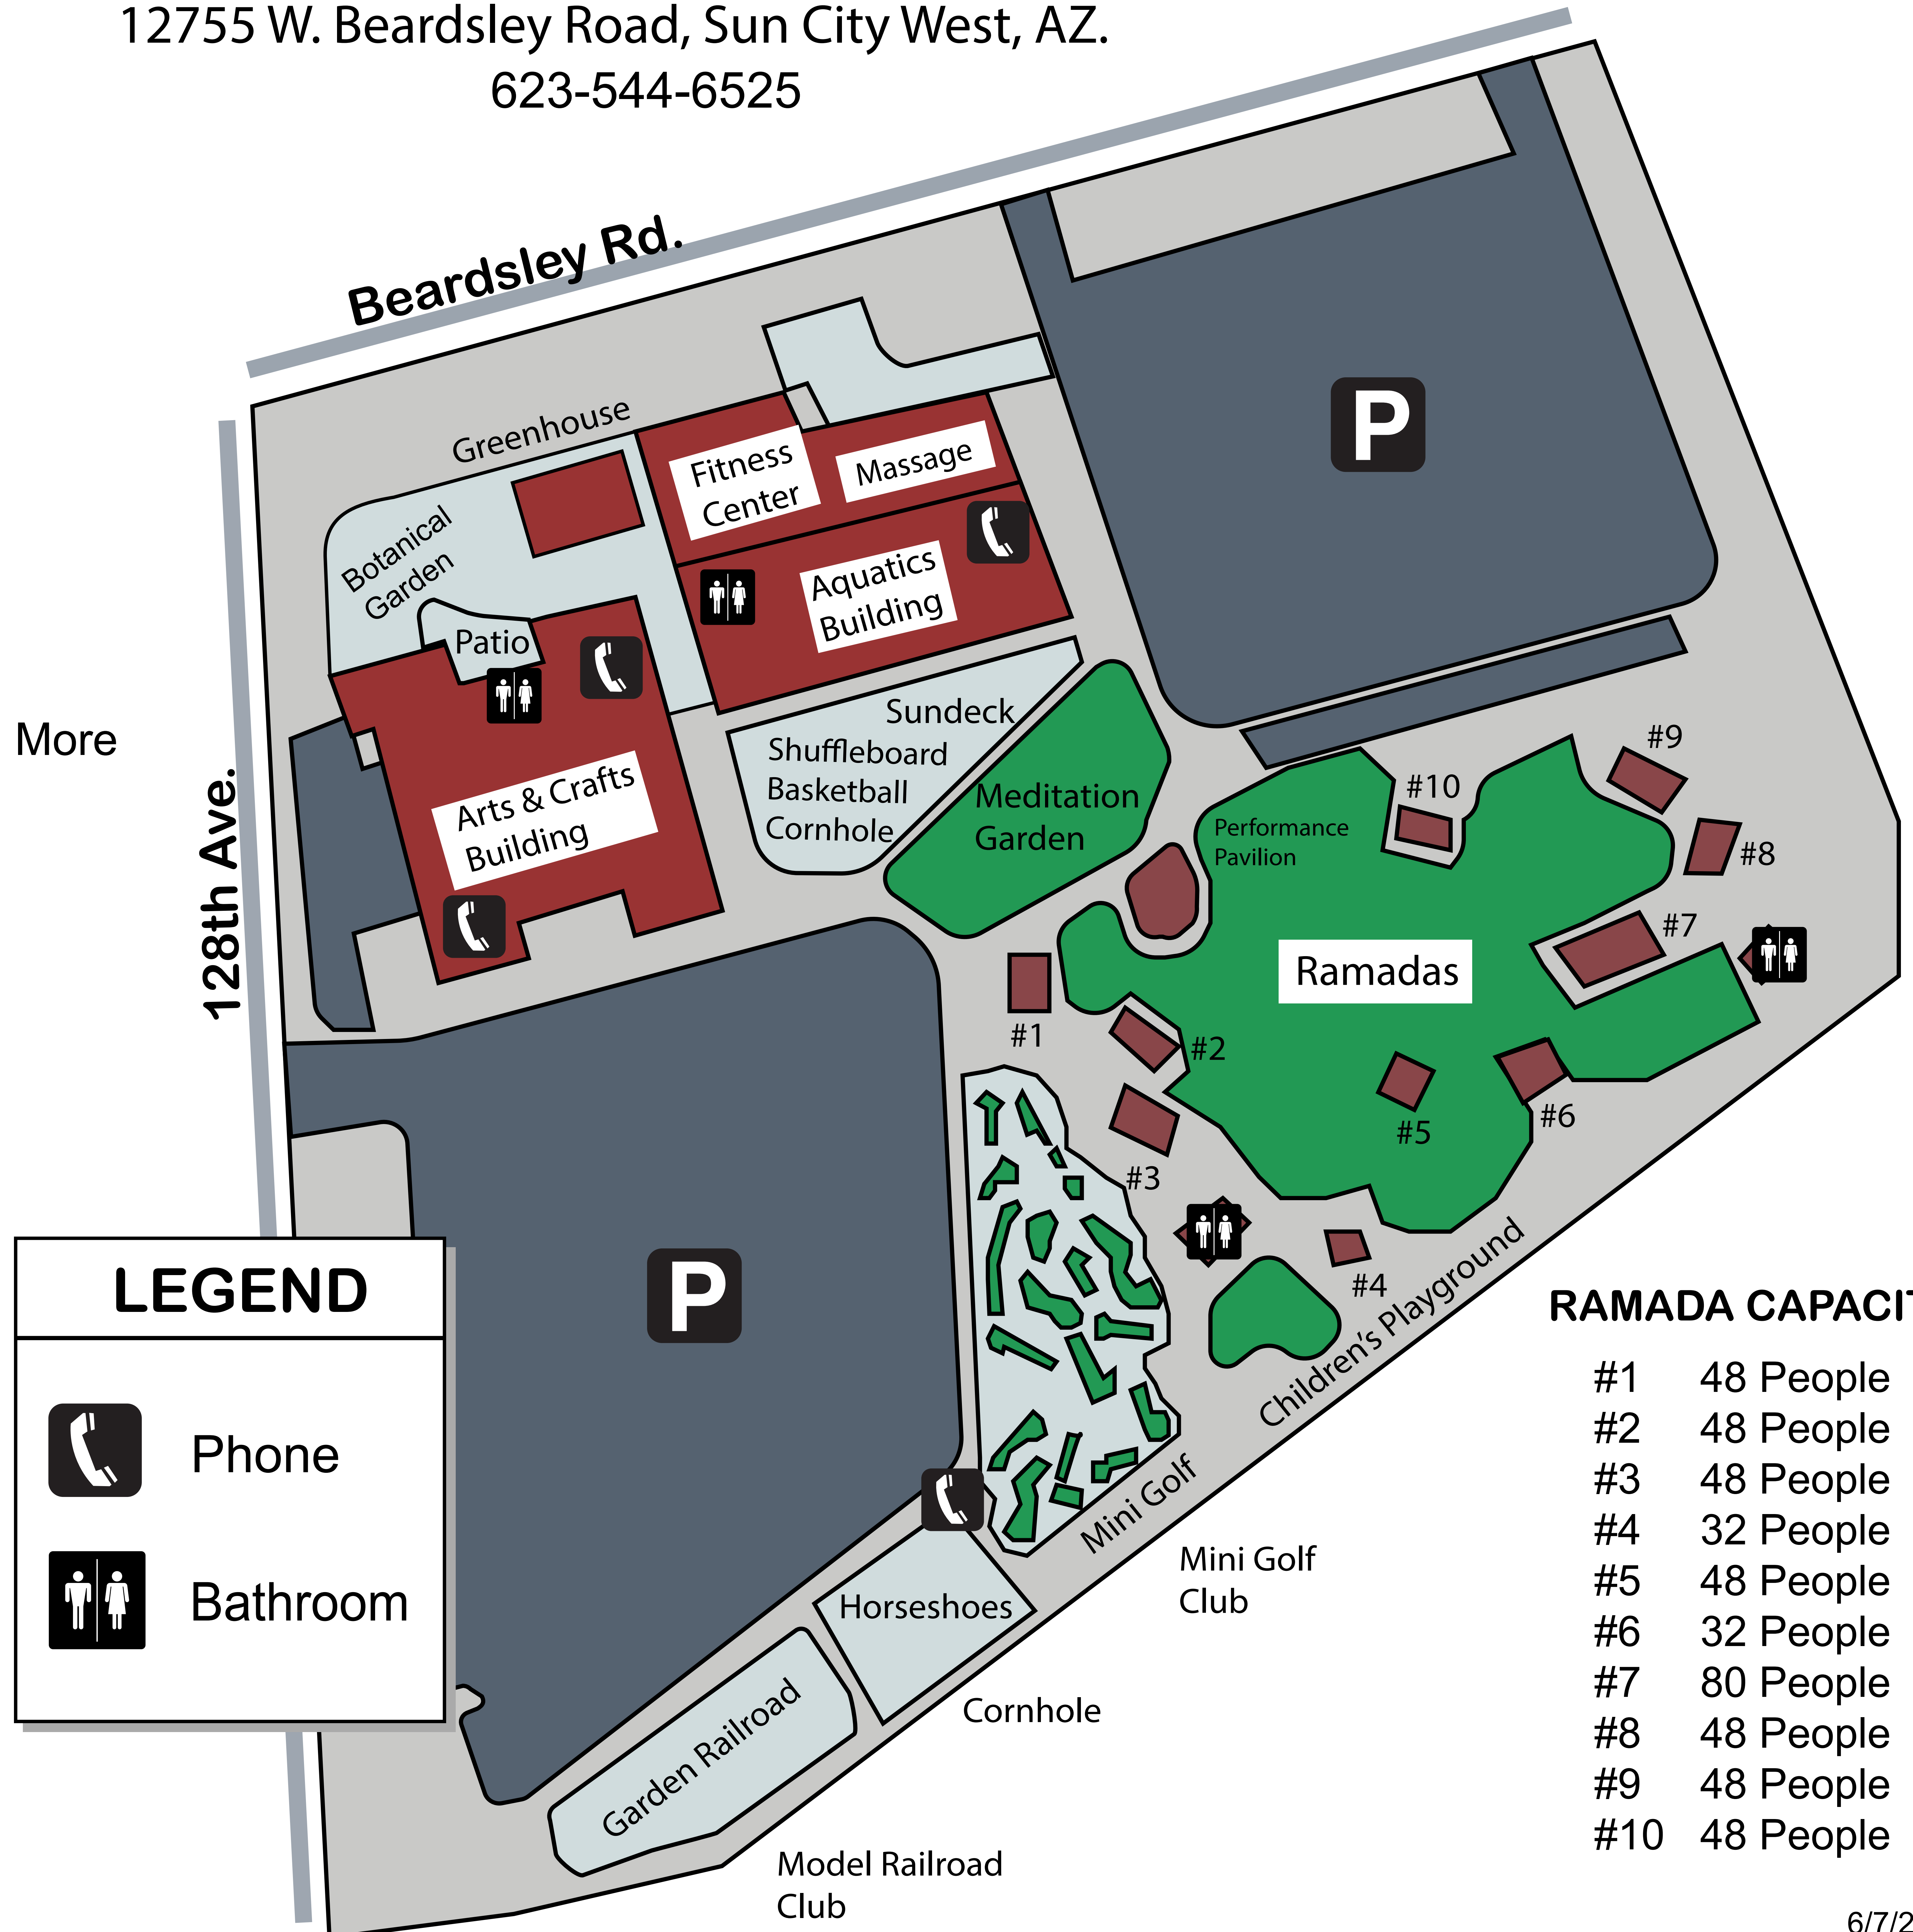 12755 W. Beardsley Road, Sun City West, AZ.
623-544-6525
Beardsley Rd.
128th Ave.
More
Greenhouse
Botanical
Garden
Patio
Fitness
Center
Massage
Aquatics
Building
Arts & Crafts
Building
Sundeck
Shuffleboard
Basketball
Cornhole
Meditation
Garden
P
Performance
Pavilion
Ramadas
#10
#9
#8
#7
#1
#2
#3
#5
#6
#4
Children's Playground
P
Mini Golf
Mini Golf
Club
Horseshoes
Cornhole
Garden Railroad
Model Railroad
Club
LEGEND
Phone
Bathroom
RAMADA
#1 48 People
#2 48 People
#3 48 People
#4 32 People
#5 48 People
#6 32 People
#7 80 People
#8 48 People
#9 48 People
#10 48 People